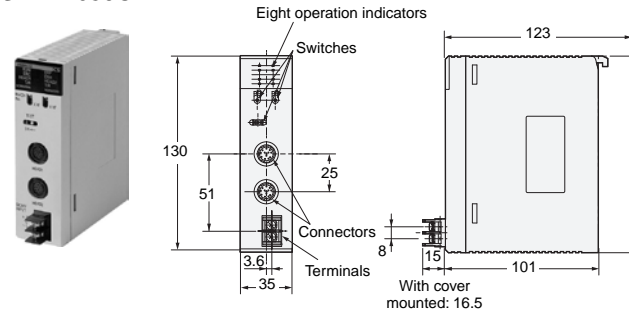 Eight operation indicators
Switches
123
130
51
25
Connectors
8
15
101
3.6
Terminals
35
With cover
mounted: 16.5